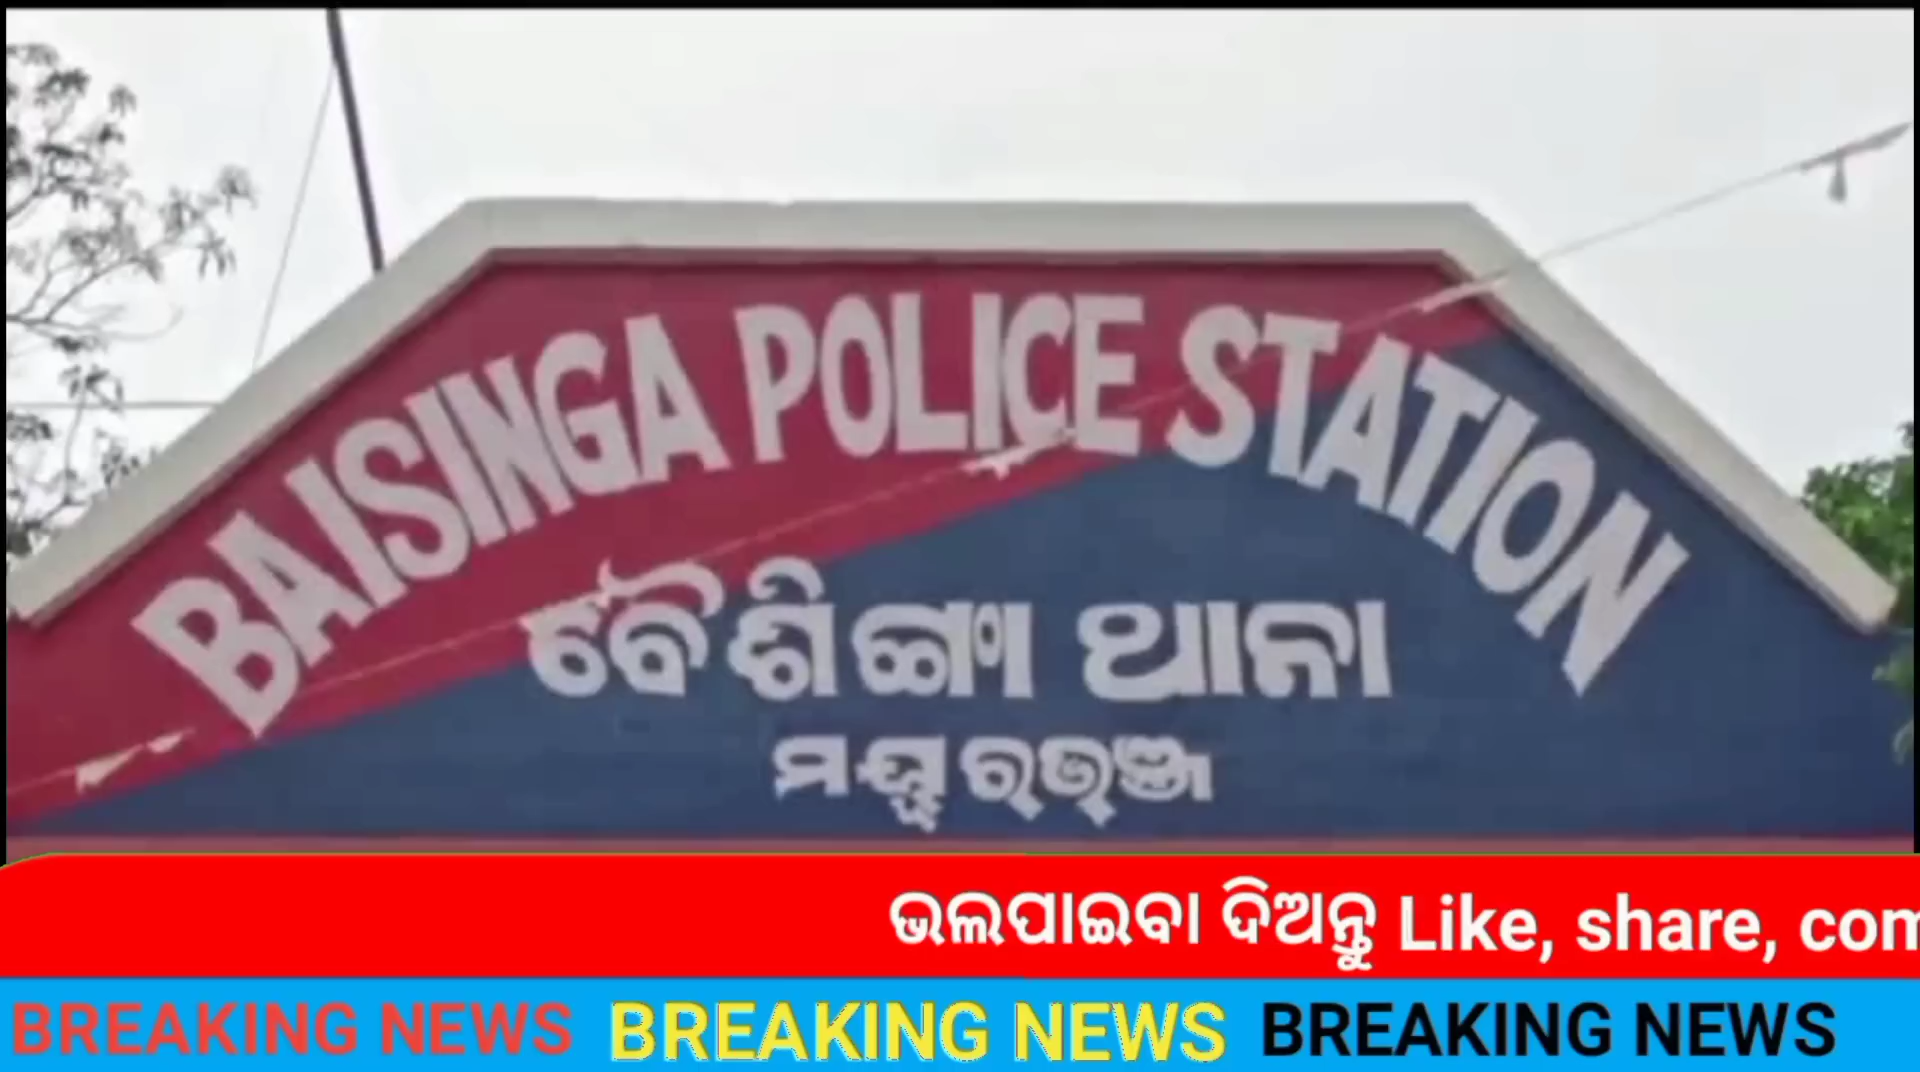 BAISINGA POLICE STATION
ବୈଶିଙ୍ଗା ଥାନା
ମୟୂରଭଞ୍ଜ
ଭଲପାଇବା ଦିଅନ୍ତୁ Like, share, com
BREAKING NEWS BREAKING NEWS BREAKING NEWS